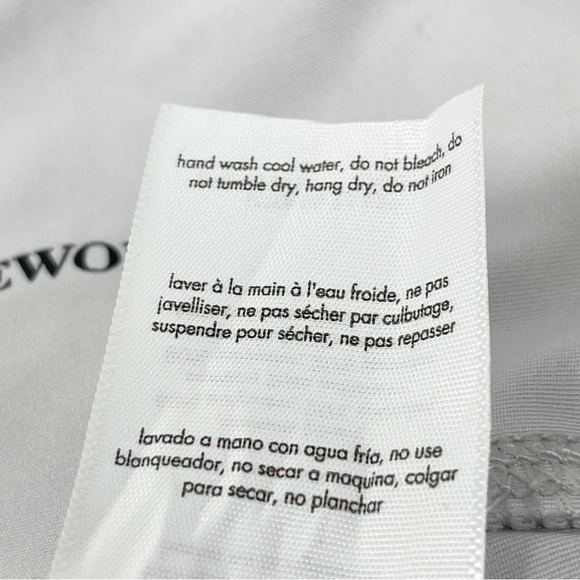 hand wash cool water, do not bleach, do
not tumble dry, hang dry, do not iron
EWO
laver à la main à l'eau froide, ne pas
javelliser, ne pas sécher par culbutage,
suspendre pour sécher, ne pas repasser
lavado a mano con agua fría, no use
blanqueador, no secar a maquina, colgar
para secar, no planchar